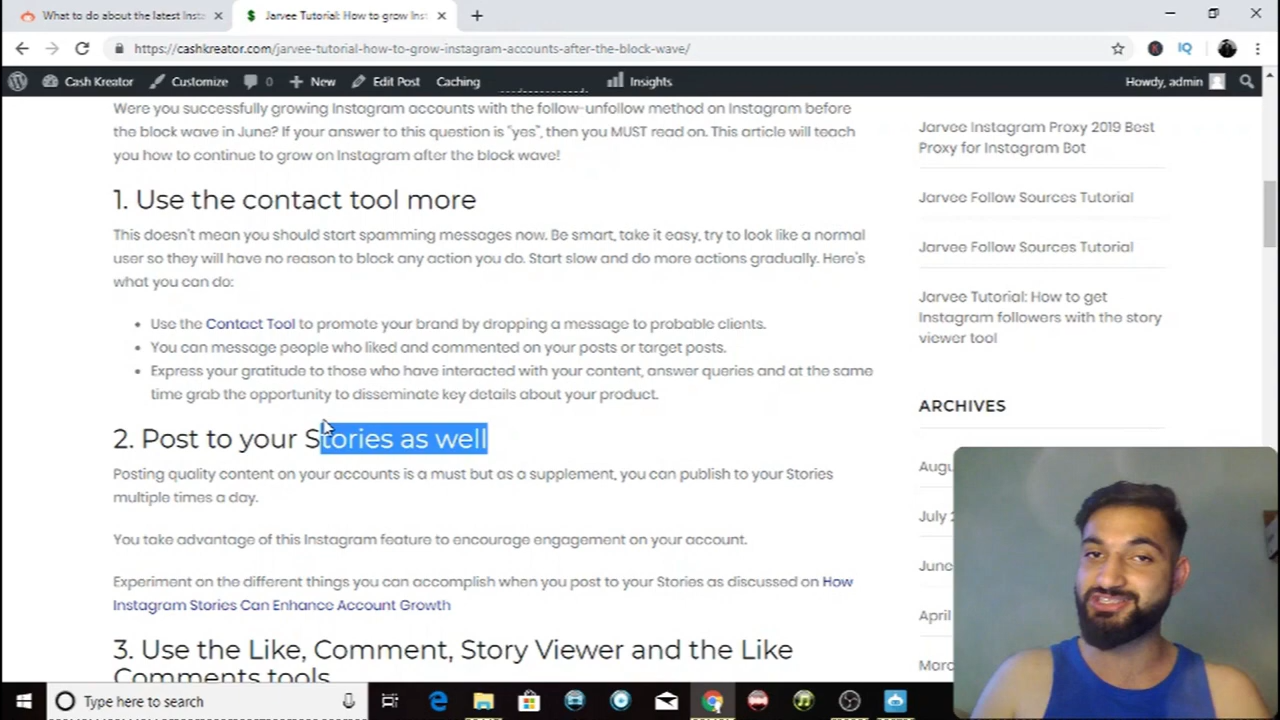 What to do about the latest Inst
Jarvee Tutorial: How to grow Ins
https://cashkreator.com/jarvee-tutorial-how-to-grow-instagram-accounts-after-the-block-wave/
Cash Kreator Customize 0 New Edit Post Caching Insights Howdy, admin
Were you successfully growing Instagram accounts with the follow-unfollow method on Instagram before
the block wave in June? If your answer to this question is "yes", then you MUST read on. This article will teach
you how to continue to grow on Instagram after the block wave!
1. Use the contact tool more
This doesn't mean you should start spamming messages now. Be smart, take it easy, try to look like a normal
user so they will have no reason to block any action you do. Start slow and do more actions gradually. Here's
what you can do:
• Use the Contact Tool to promote your brand by dropping a message to probable clients.
• You can message people who liked and commented on your posts or target posts.
• Express your gratitude to those who have interacted with your content, answer queries and at the same
time grab the opportunity to disseminate key details about your product.
2. Post to your Stories as well
Posting quality content on your accounts is a must but as a supplement, you can publish to your Stories
multiple times a day.
You take advantage of this Instagram feature to encourage engagement on your account.
Experiment on the different things you can accomplish when you post to your Stories as discussed on How
Instagram Stories Can Enhance Account Growth
3. Use the Like, Comment, Story Viewer and the Like
Comments tools
Jarvee Instagram Proxy 2019 Best
Proxy for Instagram Bot
Jarvee Follow Sources Tutorial
Jarvee Follow Sources Tutorial
Jarvee Tutorial: How to get
Instagram followers with the story
viewer tool
ARCHIVES
Augu
July 2
June
April
Marc
Type here to search